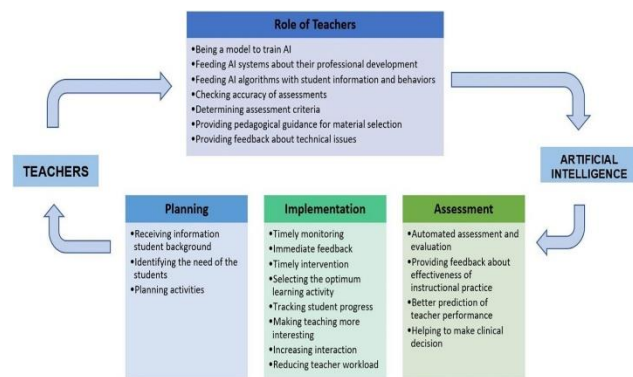 Role of Teachers
•Being a model to train AI
•Feeding AI systems about their professional development
•Feeding AI algorithms with student information and behaviors
•Checking accuracy of assessments
•Determining assessment criteria
•Providing pedagogical guidance for material selection
•Providing feedback about technical issues
TEACHERS
ARTIFICIAL
INTELLIGENCE
Planning
•Receiving information
student background
•Identifying the need of the
students
•Planning activities
Implementation
•Timely monitoring
•Immediate feedback
•Timely intervention
•Selecting the optimum
learning activity
•Tracking student progress
•Making teaching more
interesting
•Increasing interaction
•Reducing teacher workload
Assessment
•Automated assessment and
evaluation
•Providing feedback about
effectiveness of
instructional practice
•Better prediction of
teacher performance
•Helping to make clinical
decision